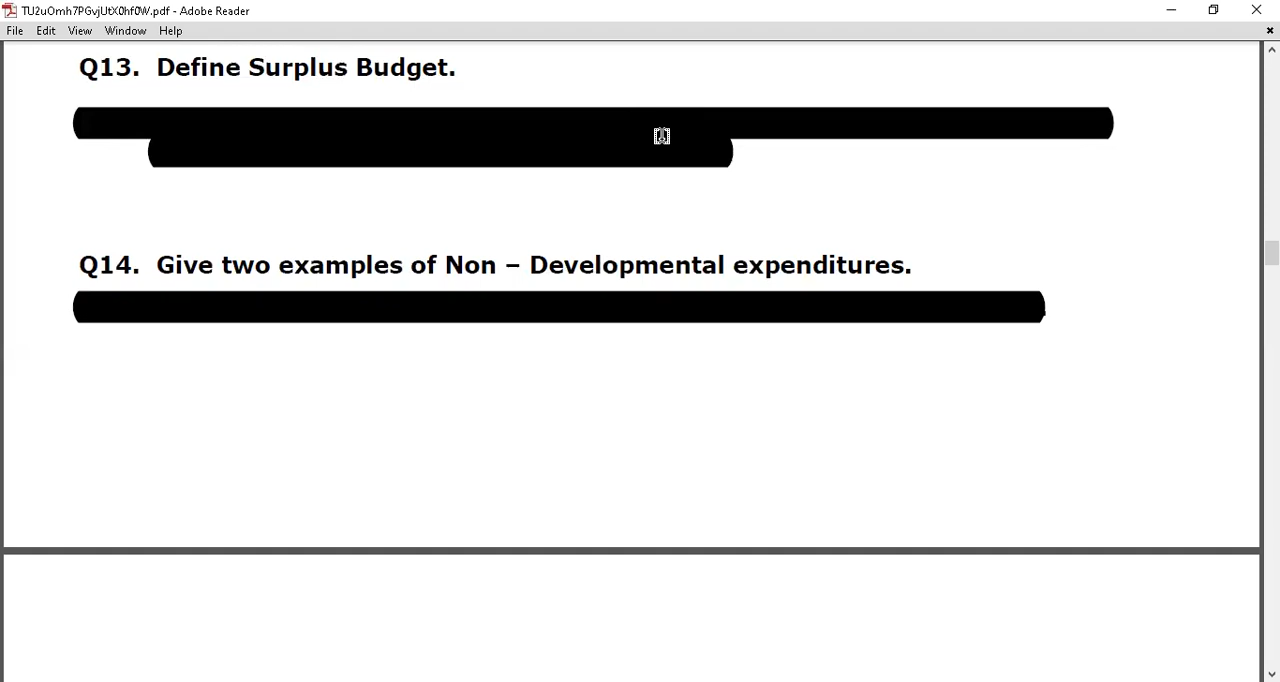 TU2uOmh7PGvjUtX0hf0W.pdf - Adobe Reader
File Edit View Window Help
Q13. Define Surplus Budget.
Q14. Give two examples of Non – Developmental expenditures.